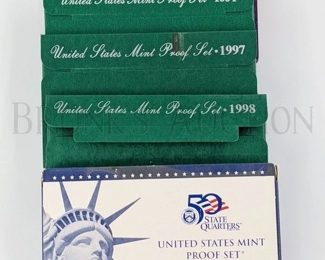 United States Mint Proof Set • 1997
United States Mint Proof Set • 1998
50
STATE
QUARTERS™
UNITED STATES MINT
PROOF SET®